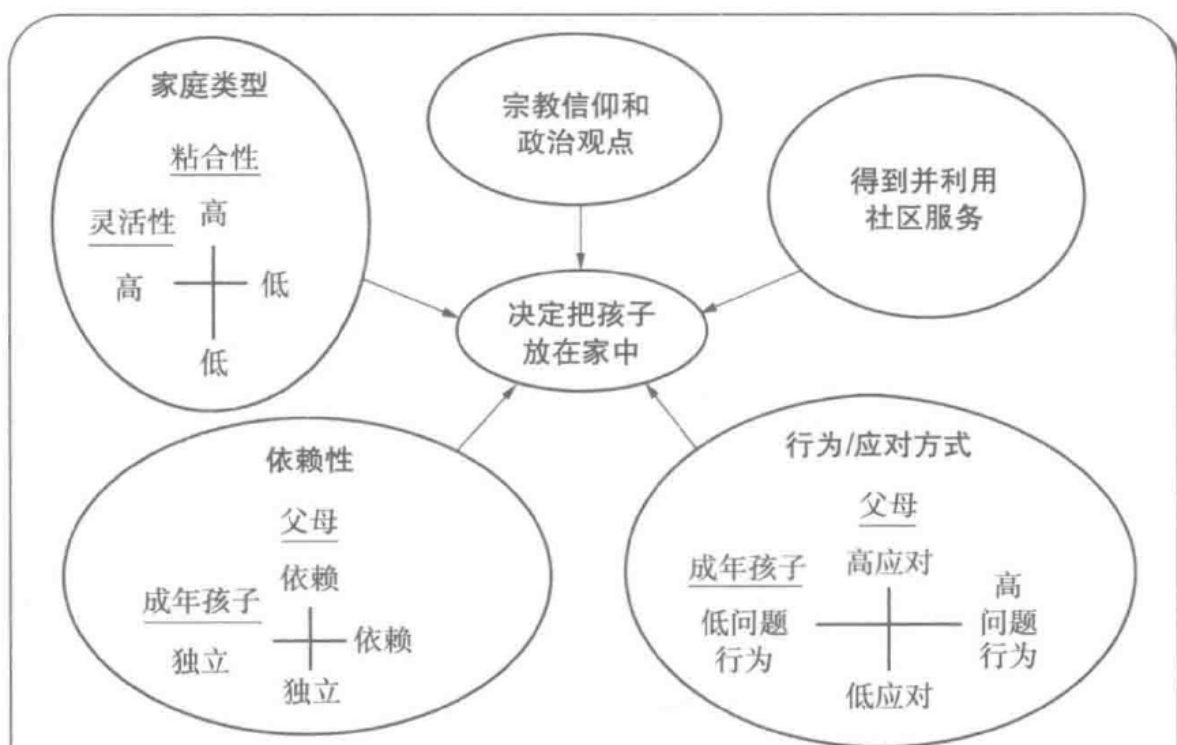 家庭类型
粘合性
灵活性
高
高
低
低
宗教信仰和
政治观点
得到并利用
社区服务
决定把孩子
放在家中
依赖性
父母
依赖
成年孩子
独立
依赖
独立
行为/应对方式
父母
成年孩子
高应对
低问题
行为
高
问题
行为
低应对